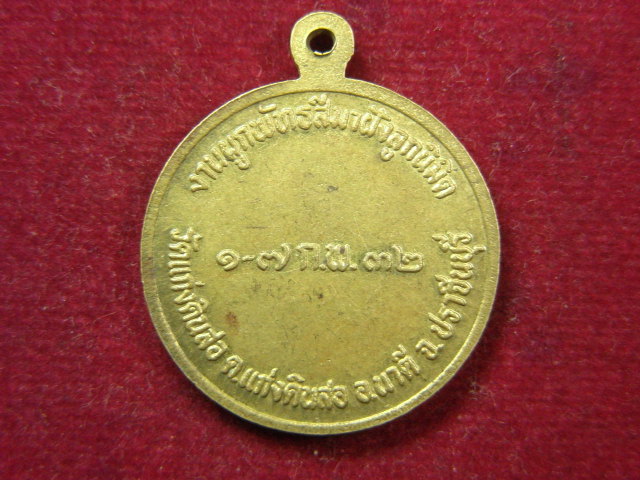 งานผูกพัทธสีมาฝังลูกนิมิต
๑-๗ ก.พ. ๓๒
วัดแก่งดินสอ ต.แก่งดินสอ อ.นาดี จ.ปราจีนบุรี